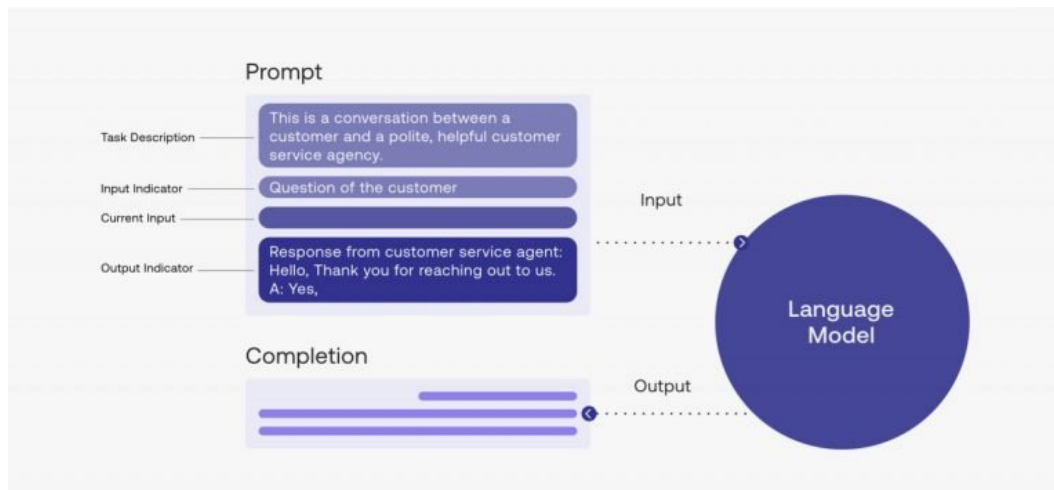 Prompt
Task Description
This is a conversation between a
customer and a polite, helpful customer
service agency.
Input Indicator
Question of the customer
Current Input
Output Indicator
Response from customer service agent:
Hello, Thank you for reaching out to us.
A: Yes,
Input
Language
Model
Completion
Output